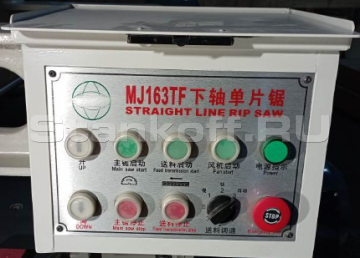 MJ163TF下轴单片锯
STRAIGHT LINE RIP SAW
Stankoff.RU
升 主锯启动 送料启动 风机启动 电源指示
UP Main saw start Feed transmission start Fan start Power
主锯停止 送料停止 STOP
DOWN Main saw stop 送料调速